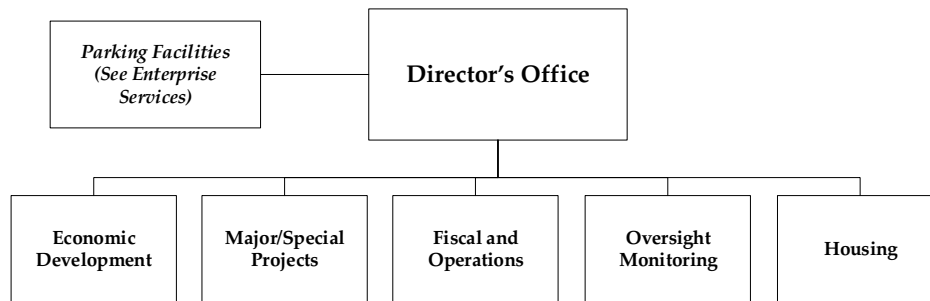 Parking Facilities
(See Enterprise
Services)
Director's Office
Economic
Development
Major/Special
Projects
Fiscal and
Operations
Oversight
Monitoring
Housing